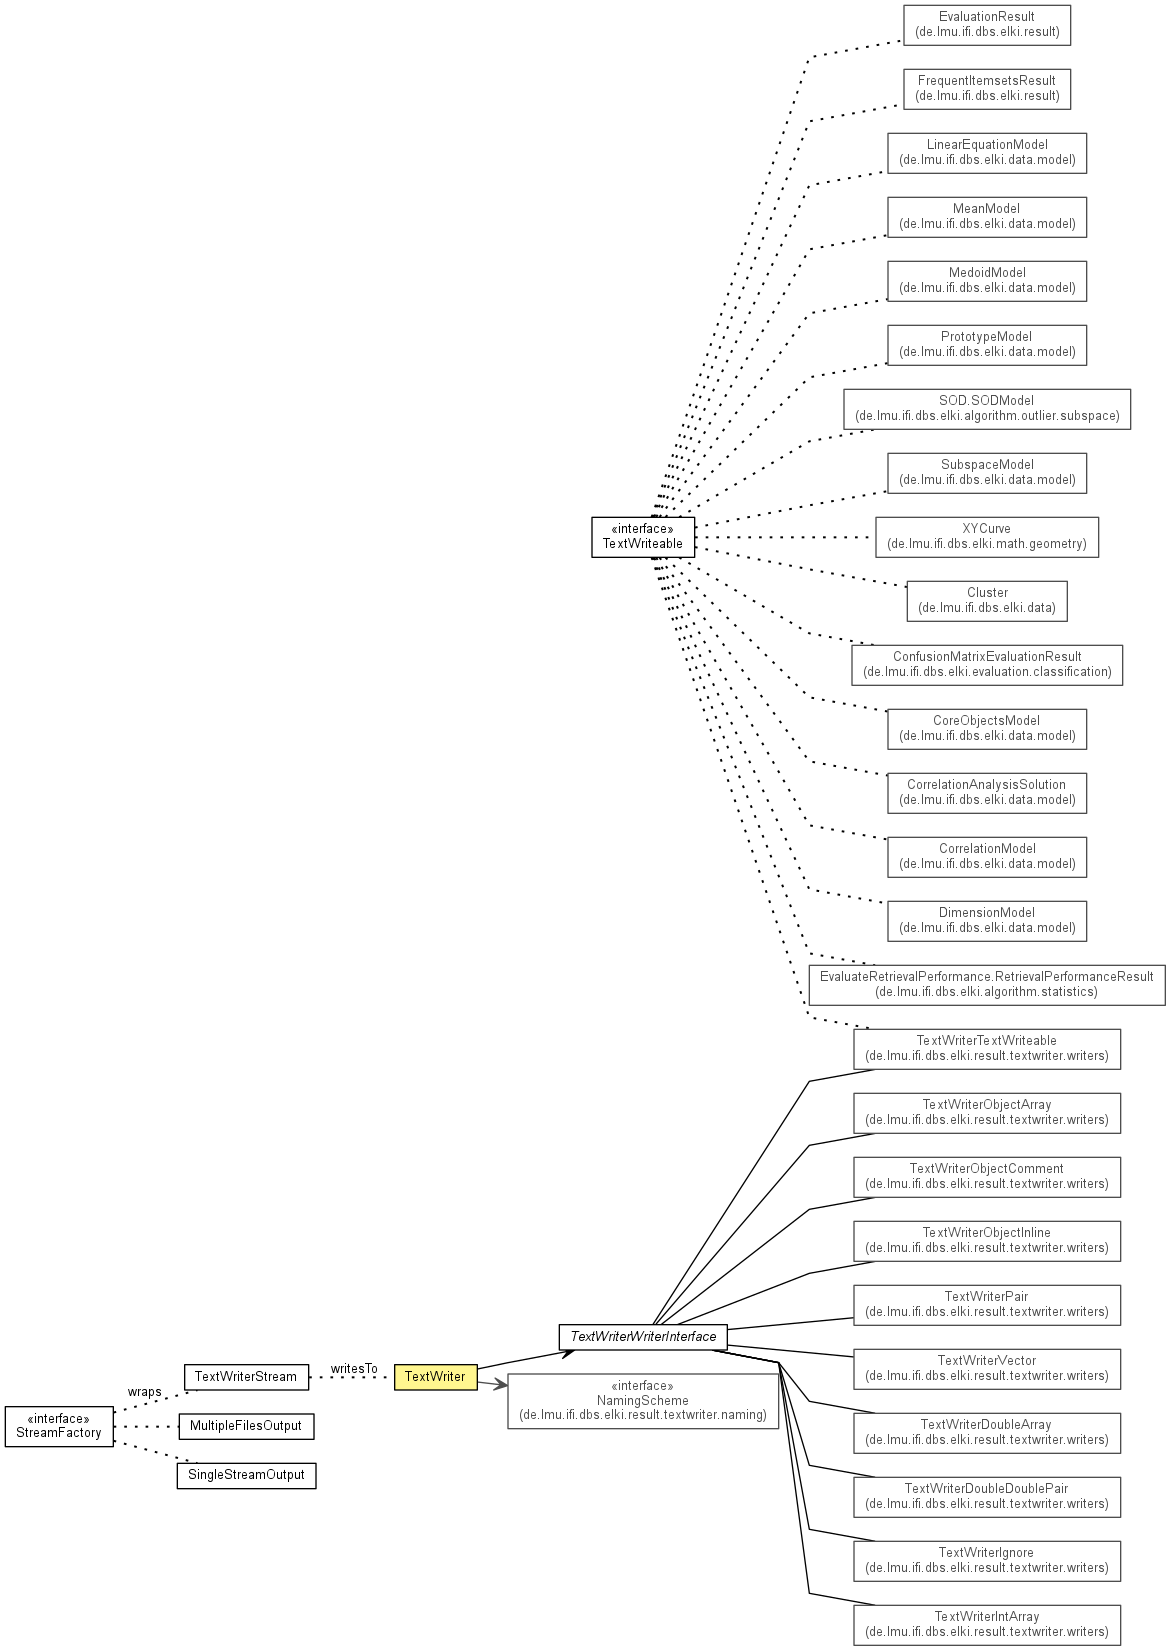 EvaluationResult
(de.lmu.ifi.dbs.elki.result)
FrequentItemsetsResult
(de.lmu.ifi.dbs.elki.result)
LinearEquationModel
(de.lmu.ifi.dbs.elki.data.model)
MeanModel
(de.lmu.ifi.dbs.elki.data.model)
MedoidModel
(de.lmu.ifi.dbs.elki.data.model)
PrototypeModel
(de.lmu.ifi.dbs.elki.data.model)
SOD.SODModel
(de.lmu.ifi.dbs.elki.algorithm.outlier.subspace)
SubspaceModel
(de.lmu.ifi.dbs.elki.data.model)
«interface»
TextWriteable
XYCurve
(de.lmu.ifi.dbs.elki.math.geometry)
Cluster
(de.lmu.ifi.dbs.elki.data)
ConfusionMatrixEvaluationResult
(de.lmu.ifi.dbs.elki.evaluation.classification)
CoreObjectsModel
(de.lmu.ifi.dbs.elki.data.model)
CorrelationAnalysisSolution
(de.lmu.ifi.dbs.elki.data.model)
CorrelationModel
(de.lmu.ifi.dbs.elki.data.model)
DimensionModel
(de.lmu.ifi.dbs.elki.data.model)
EvaluateRetrievalPerformance.RetrievalPerformanceResult
(de.lmu.ifi.dbs.elki.algorithm.statistics)
TextWriterTextWriteable
(de.lmu.ifi.dbs.elki.result.textwriter.writers)
TextWriterObjectArray
(de.lmu.ifi.dbs.elki.result.textwriter.writers)
TextWriterObjectComment
(de.lmu.ifi.dbs.elki.result.textwriter.writers)
TextWriterObjectInline
(de.lmu.ifi.dbs.elki.result.textwriter.writers)
TextWriterPair
(de.lmu.ifi.dbs.elki.result.textwriter.writers)
TextWriterWriterInterface
TextWriterVector
(de.lmu.ifi.dbs.elki.result.textwriter.writers)
TextWriterStream
writesTo
TextWriter
«interface»
NamingScheme
(de.lmu.ifi.dbs.elki.result.textwriter.naming)
wraps
«interface»
StreamFactory
MultipleFilesOutput
SingleStreamOutput
TextWriterDoubleArray
(de.lmu.ifi.dbs.elki.result.textwriter.writers)
TextWriterDoubleDoublePair
(de.lmu.ifi.dbs.elki.result.textwriter.writers)
TextWriterIgnore
(de.lmu.ifi.dbs.elki.result.textwriter.writers)
TextWriterIntArray
(de.lmu.ifi.dbs.elki.result.textwriter.writers)